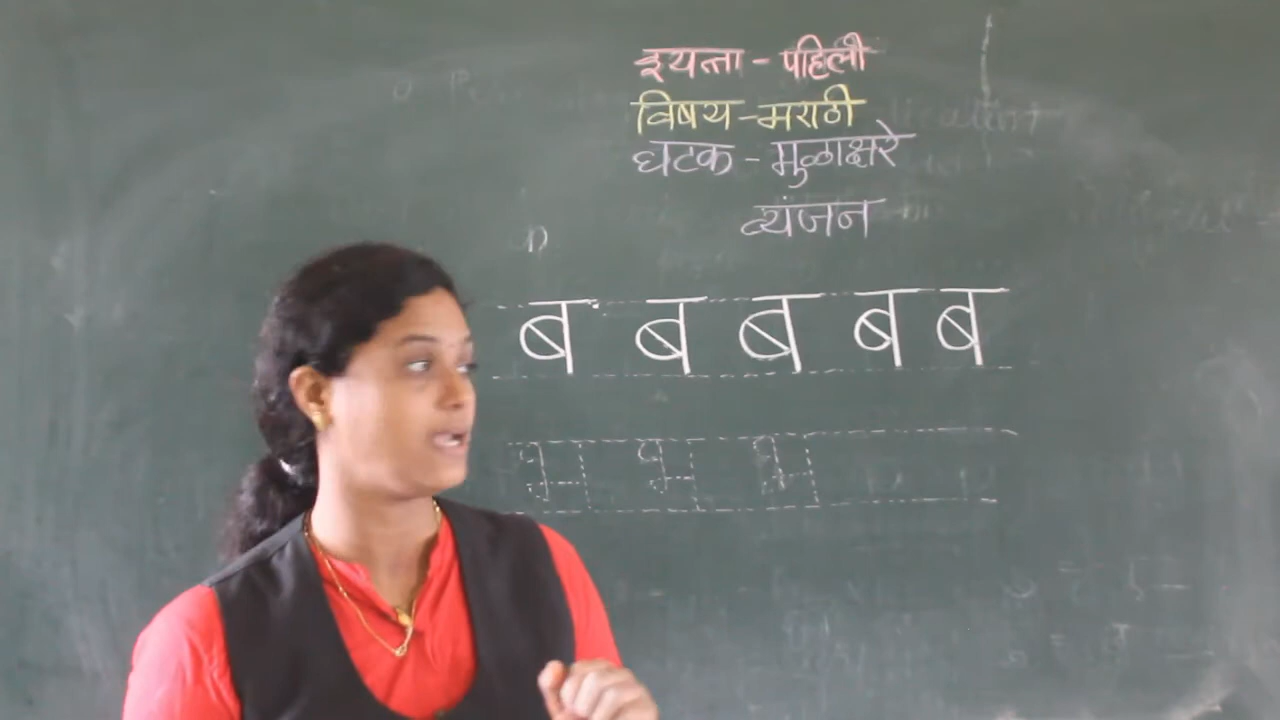 इयत्ता - पहिली
विषय - मराठी
घटक - मुळाक्षरे
व्यंजन
ब ब ब ब ब
भ भ भ